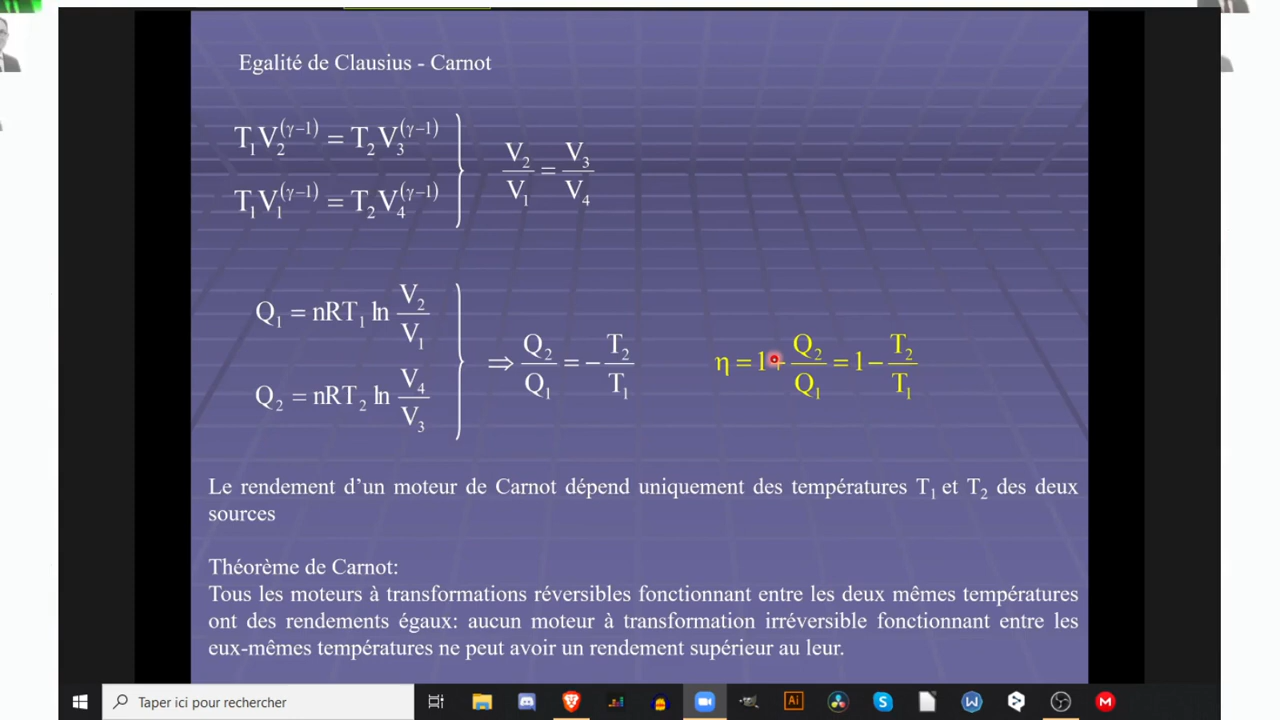 Egalité de Clausius - Carnot
T₁V₂^(γ−1) = T₂V₃^(γ−1)
T₁V₁^(γ−1) = T₂V₄^(γ−1)
V₂/V₁ = V₃/V₄
Q₁ = nRT₁ ln V₂/V₁
Q₂ = nRT₂ ln V₄/V₃
⇒ Q₂/Q₁ = − T₂/T₁
η = 1 + Q₂/Q₁ = 1 − T₂/T₁
Le rendement d’un moteur de Carnot dépend uniquement des températures T₁ et T₂ des deux
sources
Théorème de Carnot:
Tous les moteurs à transformations réversibles fonctionnant entre les deux mêmes températures
ont des rendements égaux: aucun moteur à transformation irréversible fonctionnant entre les
eux-mêmes températures ne peut avoir un rendement supérieur au leur.
Taper ici pour rechercher
Ai
S
W
M